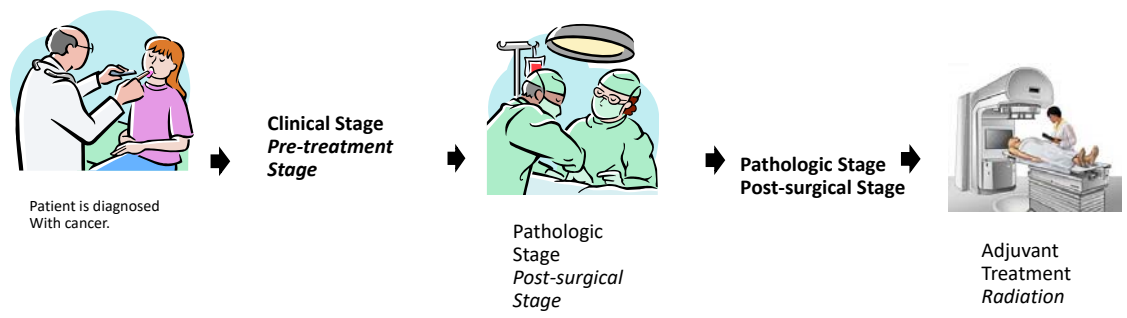 Patient is diagnosed
With cancer.
Clinical Stage
Pre-treatment
Stage
Pathologic
Stage
Post-surgical
Stage
Pathologic Stage
Post-surgical Stage
Adjuvant
Treatment
Radiation